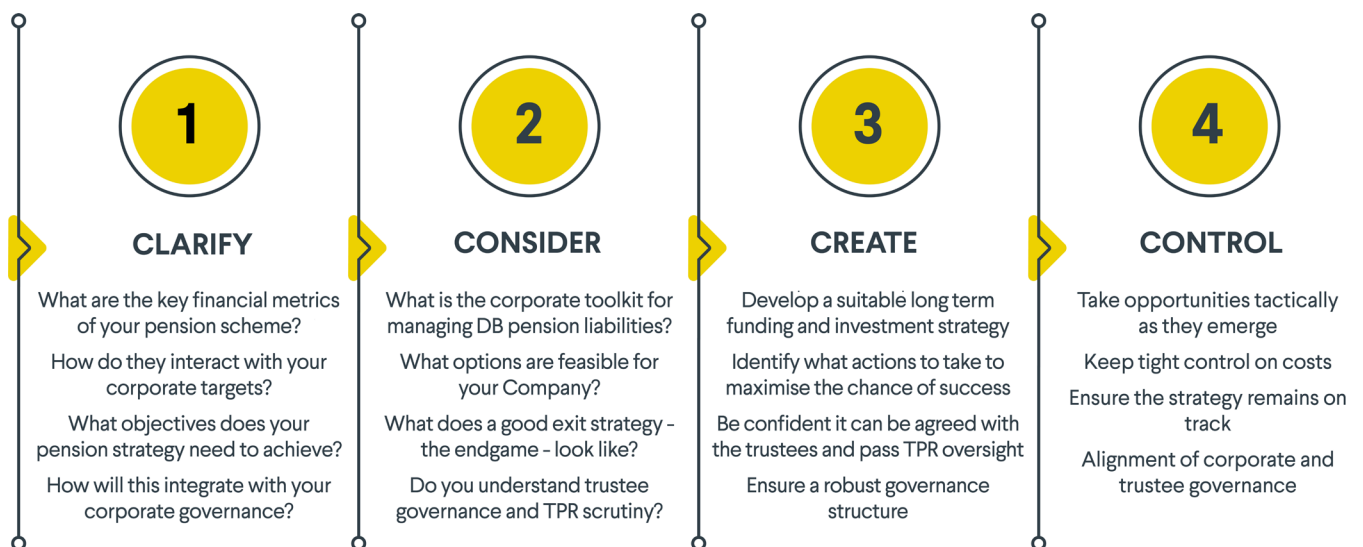 1
CLARIFY
What are the key financial metrics
of your pension scheme?
How do they interact with your
corporate targets?
What objectives does your
pension strategy need to achieve?
How will this integrate with your
corporate governance?
2
CONSIDER
What is the corporate toolkit for
managing DB pension liabilities?
What options are feasible for
your Company?
What does a good exit strategy -
the endgame - look like?
Do you understand trustee
governance and TPR scrutiny?
3
CREATE
Develop a suitable long term
funding and investment strategy
Identify what actions to take to
maximise the chance of success
Be confident it can be agreed with
the trustees and pass TPR oversight
Ensure a robust governance
structure
4
CONTROL
Take opportunities tactically
as they emerge
Keep tight control on costs
Ensure the strategy remains on
track
Alignment of corporate and
trustee governance